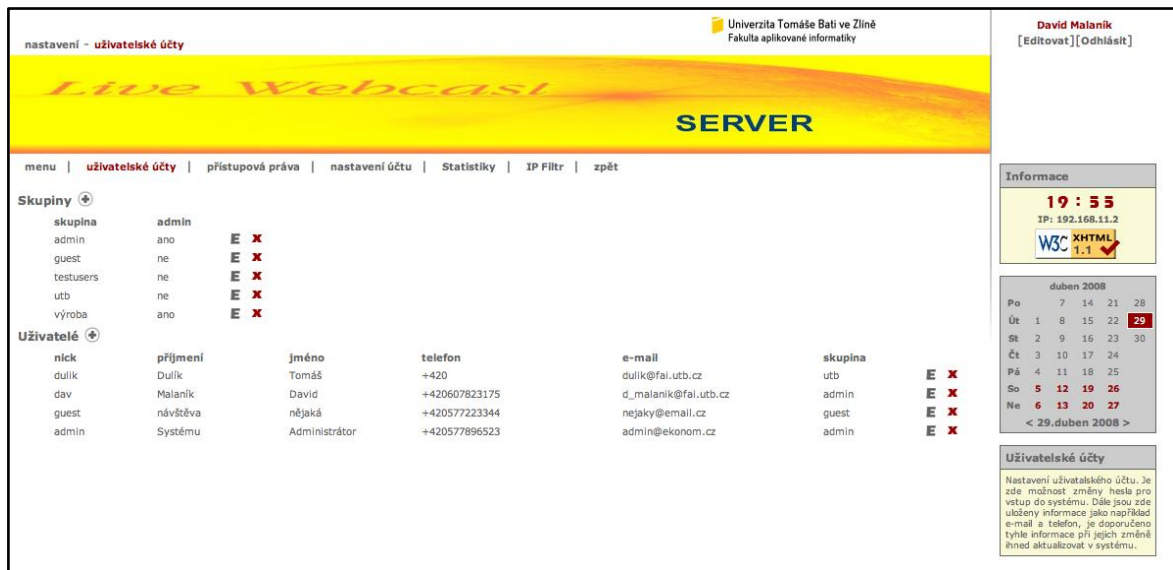 Univerzita Tomáše Bati ve Zlíně
Fakulta aplikované informatiky
nastavení - uživatelské účty
Live Webcast
SERVER
menu | uživatelské účty | přístupová práva | nastavení účtu | Statistiky | IP Filtr | zpět
Skupiny
skupina admin
admin ano E X
guest ne E X
testusers ne E X
utb ne E X
výroba ano E X
Uživatelé
nick příjmení jméno telefon e-mail skupina
dulik Dulík Tomáš +420 dulik@fai.utb.cz utb E X
dav Malaník David +420607823175 d_malanik@fai.utb.cz admin E X
guest návštěva nějaká +420577223344 nejaky@email.cz guest E X
admin Systému Administrátor +420577896523 admin@ekonom.cz admin E X
David Malaník
[Editovat][Odhlásit]
Informace
19 : 55
IP: 192.168.11.2
W3C XHTML 1.1
duben 2008
Po 7 14 21 28
Út 1 8 15 22 29
St 2 9 16 23 30
Čt 3 10 17 24
Pá 4 11 18 25
So 5 12 19 26
Ne 6 13 20 27
< 29.duben 2008 >
Uživatelské účty
Nastavení uživatalského účtu. Je
zde možnost změny hesla pro
vstup do systému. Dále jsou zde
uloženy informace jako například
e-mail a telefon, je doporučeno
tyhle informace při jejich změně
ihned aktualizovat v systému.